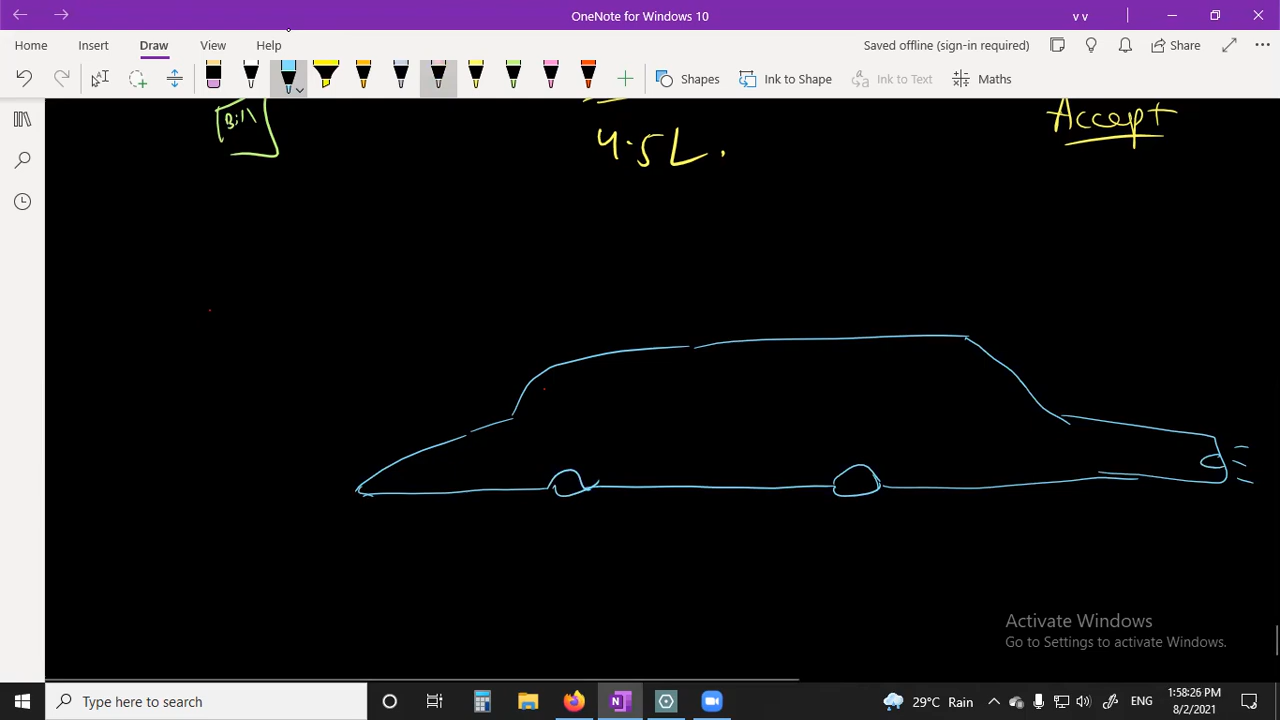 OneNote for Windows 10
v v
Home Insert Draw View Help
Saved offline (sign-in required)
Share
Shapes
Ink to Shape
Ink to Text
Maths
Bill
4.5L.
Accept
Activate Windows
Go to Settings to activate Windows.
Type here to search
29°C Rain
ENG
1:58:26 PM
8/2/2021